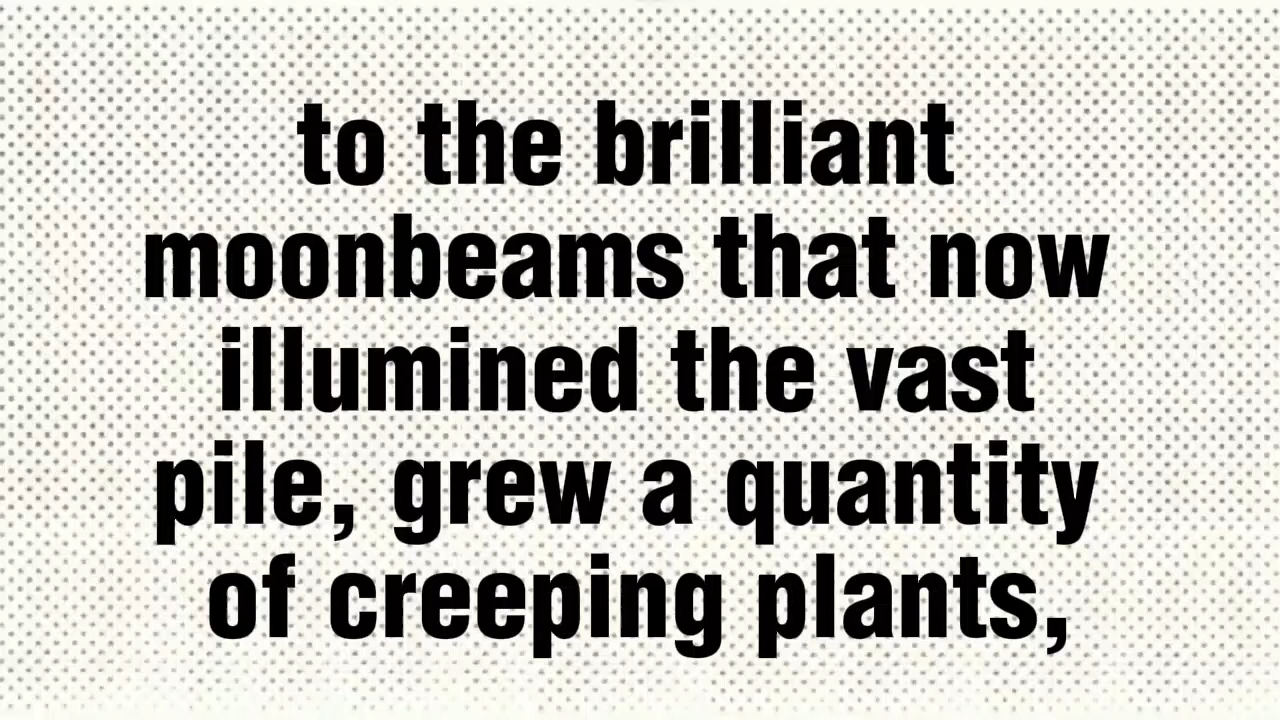 to the brilliant
moonbeams that now
illumined the vast
pile, grew a quantity
of creeping plants,